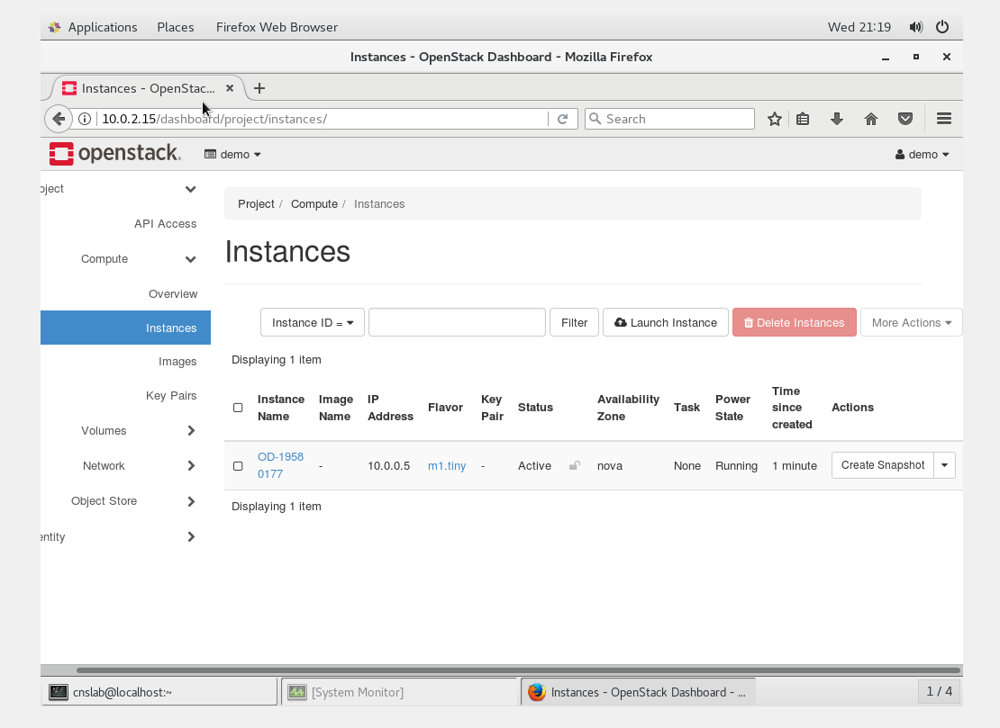 Applications Places Firefox Web Browser Wed 21:19
Instances - OpenStack Dashboard - Mozilla Firefox
Instances - OpenStac...
10.0.2.15/dashboard/project/instances/ Search
openstack. demo demo
oject
API Access
Compute
Overview
Instances
Images
Key Pairs
Volumes
Network
Object Store
entity
Project / Compute / Instances
Instances
Instance ID = Filter Launch Instance Delete Instances More Actions
Displaying 1 item
Instance Name Image Name IP Address Flavor Key Pair Status Availability Zone Task Power State Time since created Actions
OD-1958 0177 - 10.0.0.5 m1.tiny - Active nova None Running 1 minute Create Snapshot
Displaying 1 item
cnslab@localhost:~ [System Monitor] Instances - OpenStack Dashboard - ... 1 / 4